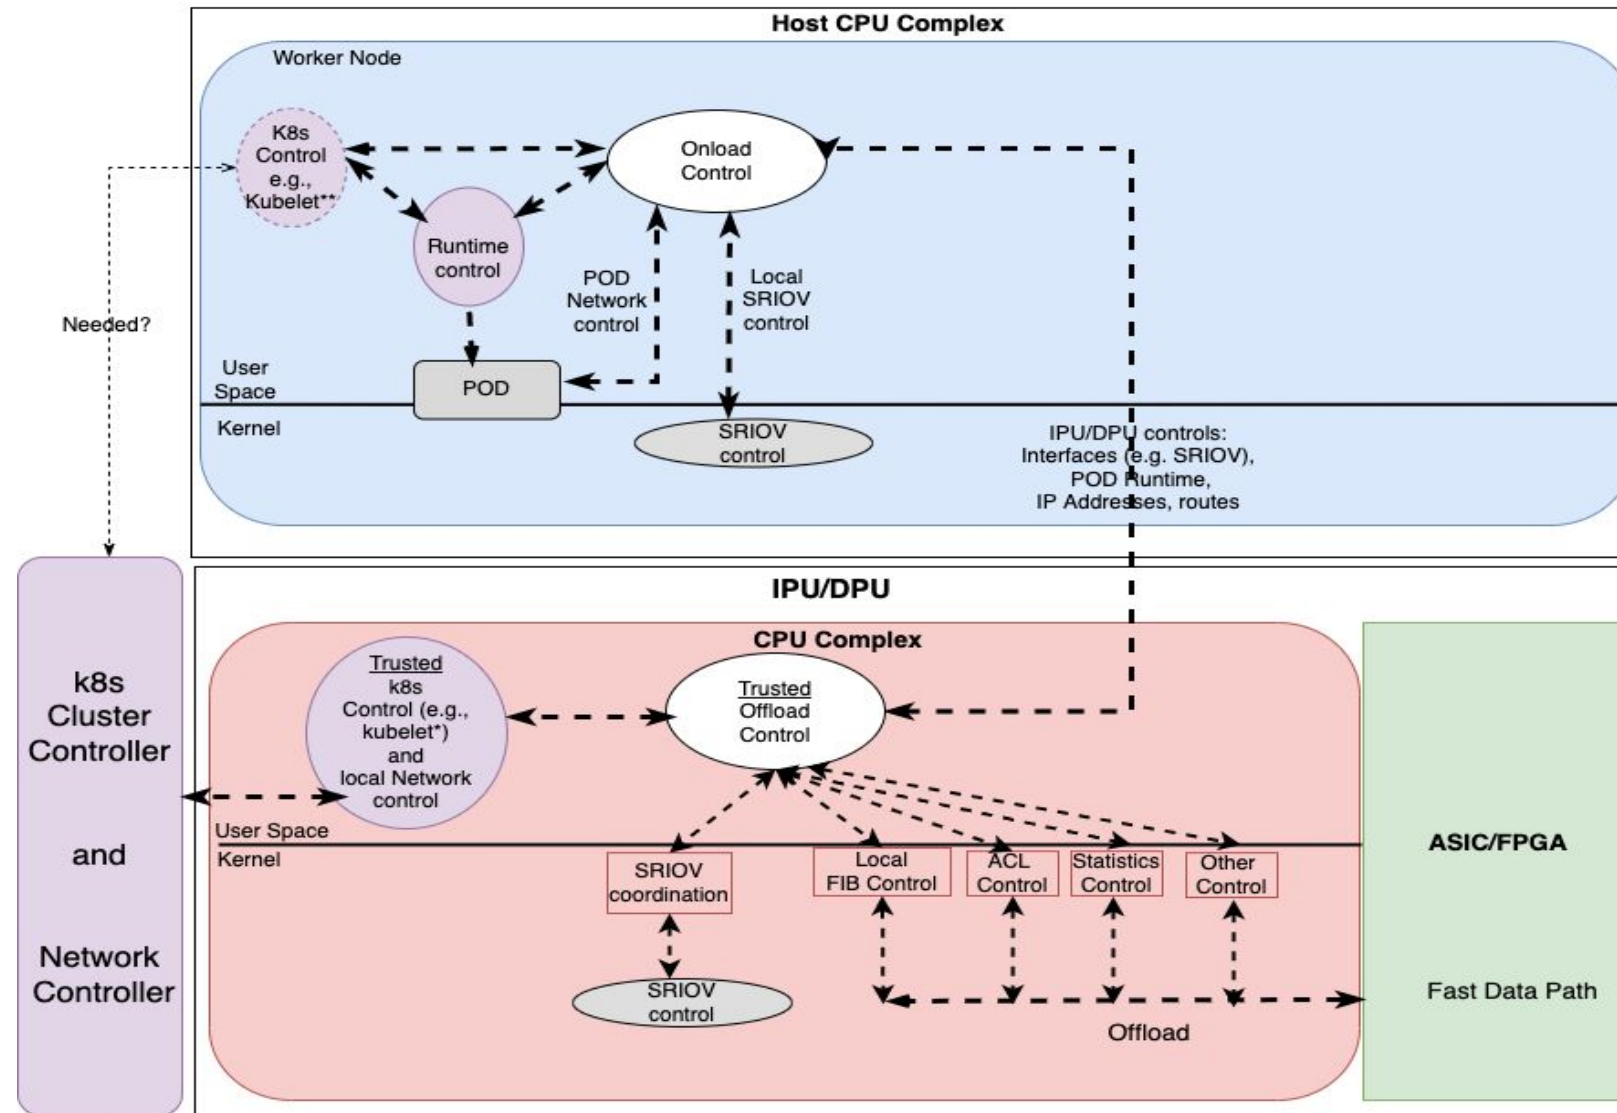 Host CPU Complex
Worker Node
K8s
Control
e.g.,
Kubelet**
Onload
Control
Runtime
control
POD
Network
control
Local
SRIOV
control
Needed?
User
Space
POD
Kernel
SRIOV
control
IPU/DPU controls:
Interfaces (e.g. SRIOV),
POD Runtime,
IP Addresses, routes
IPU/DPU
CPU Complex
Trusted
k8s
Control (e.g.,
kubelet*)
and
local Network
control
Trusted
Offload
Control
k8s
Cluster
Controller
and
Network
Controller
User Space
Kernel
SRIOV
coordination
Local
FIB Control
ACL
Control
Statistics
Control
Other
Control
SRIOV
control
Offload
ASIC/FPGA
Fast Data Path